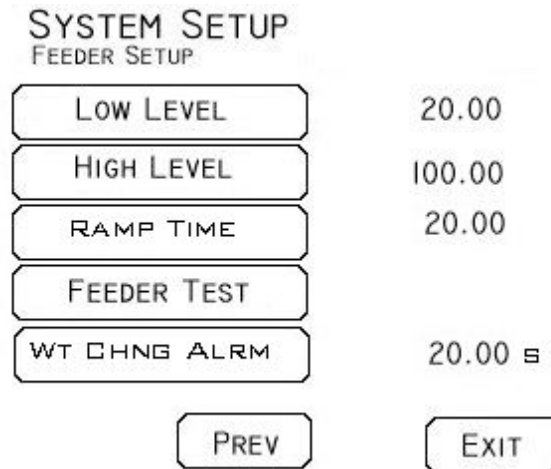 SYSTEM SETUP
FEEDER SETUP
LOW LEVEL 20.00
HIGH LEVEL 100.00
RAMP TIME 20.00
FEEDER TEST
WT CHNG ALRM 20.00 s
PREV EXIT